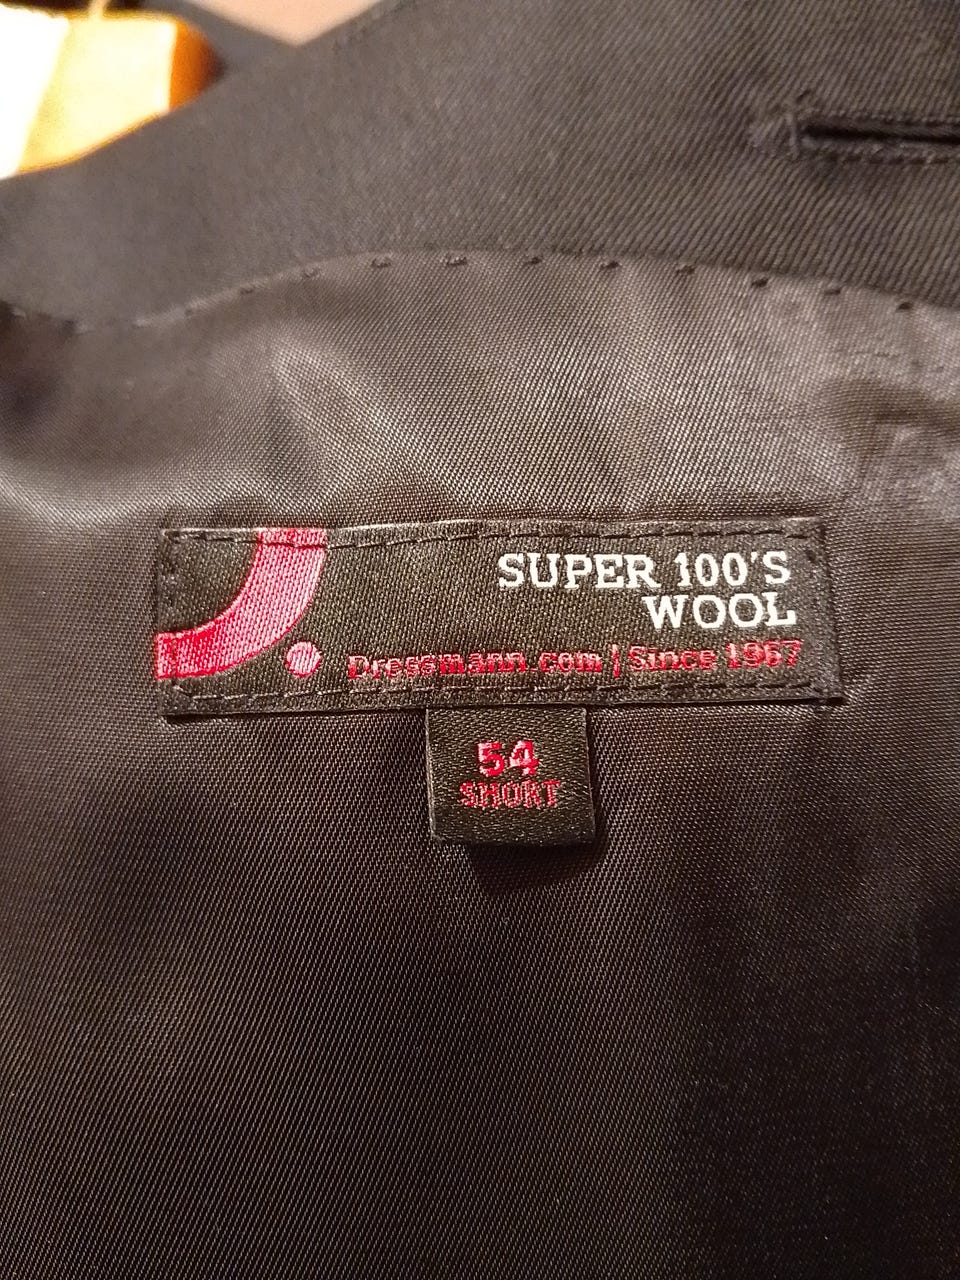 SUPER 100'S
WOOL
Dressmann.com | Since 1967
54
SHORT